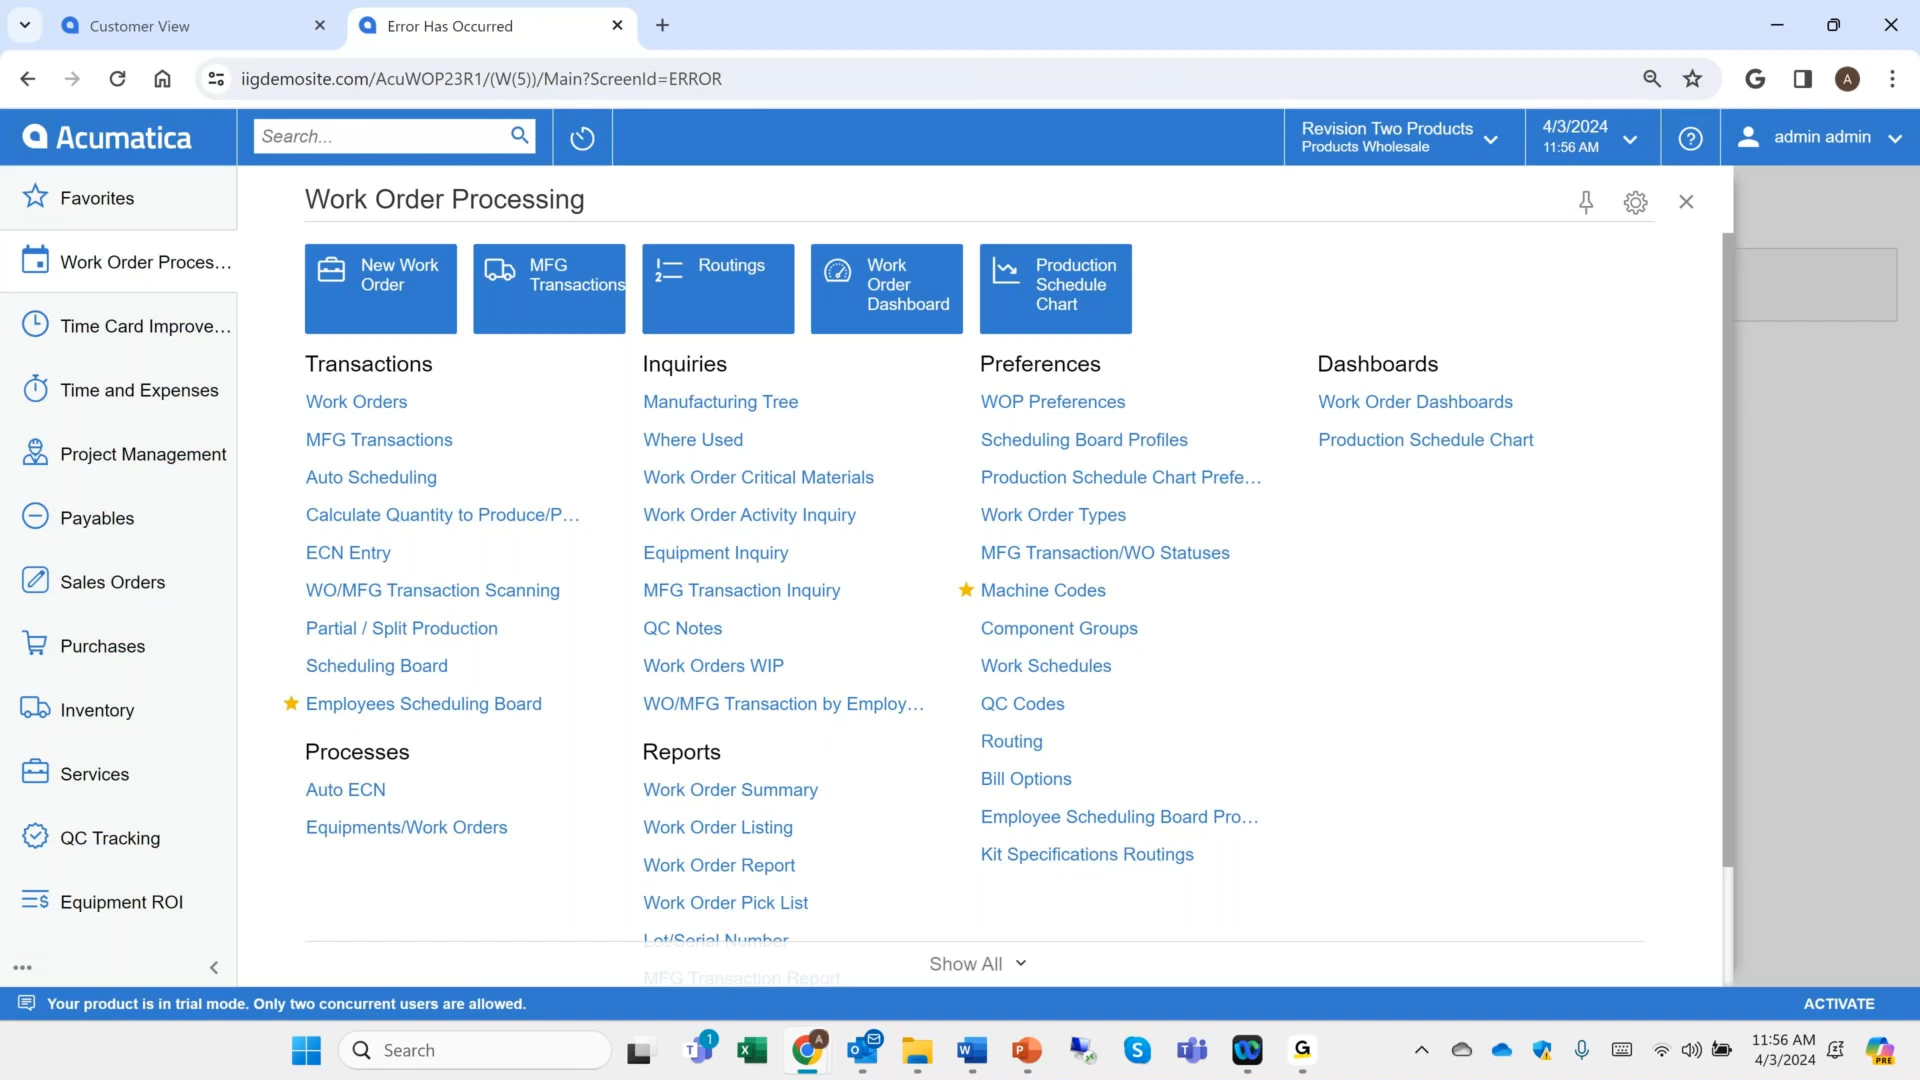 Customer View
Error Has Occurred
iigdemosite.com/AcuWOP23R1/(W(5))/Main?ScreenId=ERROR
A
Acumatica
Search...
Revision Two Products
Products Wholesale
4/3/2024
11:56 AM
admin admin
Favorites
Work Order Proces...
Time Card Improve...
Time and Expenses
Project Management
Payables
Sales Orders
Purchases
Inventory
Services
QC Tracking
Equipment ROI
Work Order Processing
New Work
Order
MFG
Transactions
Routings
Work
Order
Dashboard
Production
Schedule
Chart
Transactions
Work Orders
MFG Transactions
Auto Scheduling
Calculate Quantity to Produce/P...
ECN Entry
WO/MFG Transaction Scanning
Partial / Split Production
Scheduling Board
Employees Scheduling Board
Processes
Auto ECN
Equipments/Work Orders
Inquiries
Manufacturing Tree
Where Used
Work Order Critical Materials
Work Order Activity Inquiry
Equipment Inquiry
MFG Transaction Inquiry
QC Notes
Work Orders WIP
WO/MFG Transaction by Employ...
Reports
Work Order Summary
Work Order Listing
Work Order Report
Work Order Pick List
Lot/Serial Number
MFG Transaction Report
Preferences
WOP Preferences
Scheduling Board Profiles
Production Schedule Chart Prefe...
Work Order Types
MFG Transaction/WO Statuses
Machine Codes
Component Groups
Work Schedules
QC Codes
Routing
Bill Options
Employee Scheduling Board Pro...
Kit Specifications Routings
Dashboards
Work Order Dashboards
Production Schedule Chart
Show All
Your product is in trial mode. Only two concurrent users are allowed.
ACTIVATE
Search
1
A
11:56 AM
4/3/2024
PRE